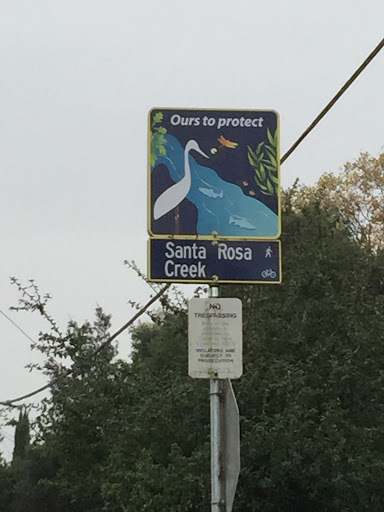 Ours to protect
Santa Rosa
Creek
NO
TRESPASSING
VIOLATORS ARE
SUBJECT TO
PROSECUTION